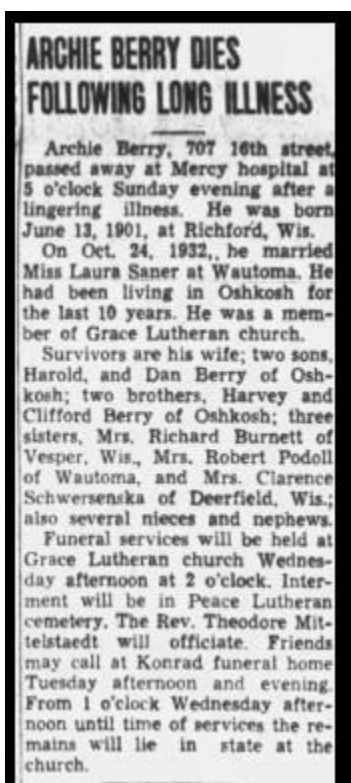 ARCHIE BERRY DIES
FOLLOWING LONG ILLNESS
Archie Berry, 707 16th street,
passed away at Mercy hospital at
5 o'clock Sunday evening after a
lingering illness. He was born
June 13, 1901, at Richford, Wis.
On Oct. 24, 1932,, he married
Miss Laura Saner at Wautoma. He
had been living in Oshkosh for
the last 10 years. He was a mem-
ber of Grace Lutheran church.
Survivors are his wife; two sons,
Harold, and Dan Berry of Osh-
kosh; two brothers, Harvey and
Clifford Berry of Oshkosh; three
sisters, Mrs. Richard Burnett of
Vesper, Wis., Mrs. Robert Podoll
of Wautoma, and Mrs. Clarence
Schwersenska of Deerfield, Wis.;
also several nieces and nephews.
Funeral services will be held at
Grace Lutheran church Wednes-
day afternoon at 2 o'clock. Inter-
ment will be in Peace Lutheran
cemetery. The Rev. Theodore Mit-
telstaedt will officiate. Friends
may call at Konrad funeral home
Tuesday afternoon and evening.
From 1 o'clock Wednesday after-
noon until time of services the re-
mains will lie in state at the
church.